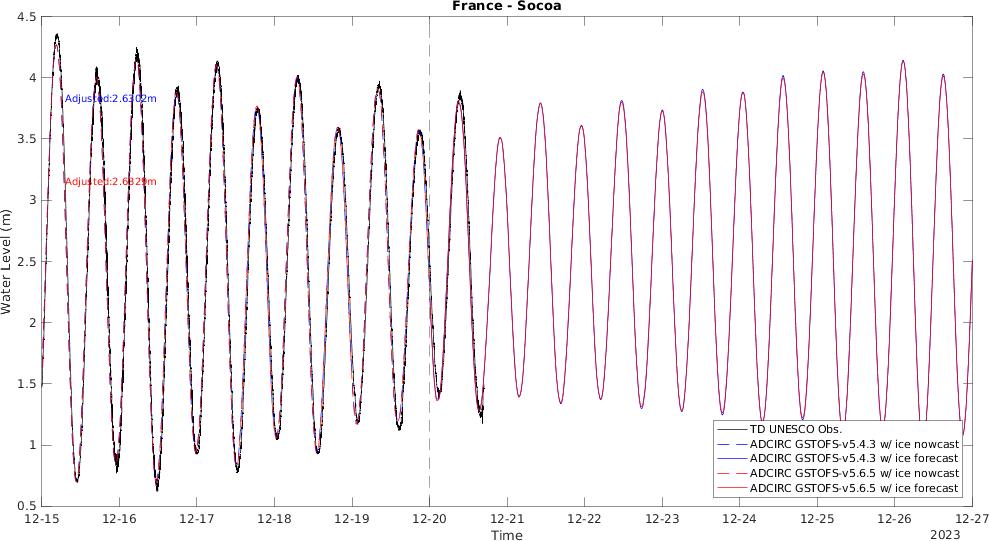 France - Socoa
4.5
4
3.5
3
2.5
2
1.5
1
0.5
Water Level (m)
Adjusted:2.6302m
Adjusted:2.6329m
TD UNESCO Obs.
ADCIRC GSTOFS-v5.4.3 w/ ice nowcast
ADCIRC GSTOFS-v5.4.3 w/ ice forecast
ADCIRC GSTOFS-v5.6.5 w/ ice nowcast
ADCIRC GSTOFS-v5.6.5 w/ ice forecast
12-15 12-16 12-17 12-18 12-19 12-20 12-21 12-22 12-23 12-24 12-25 12-26 12-27
Time
2023